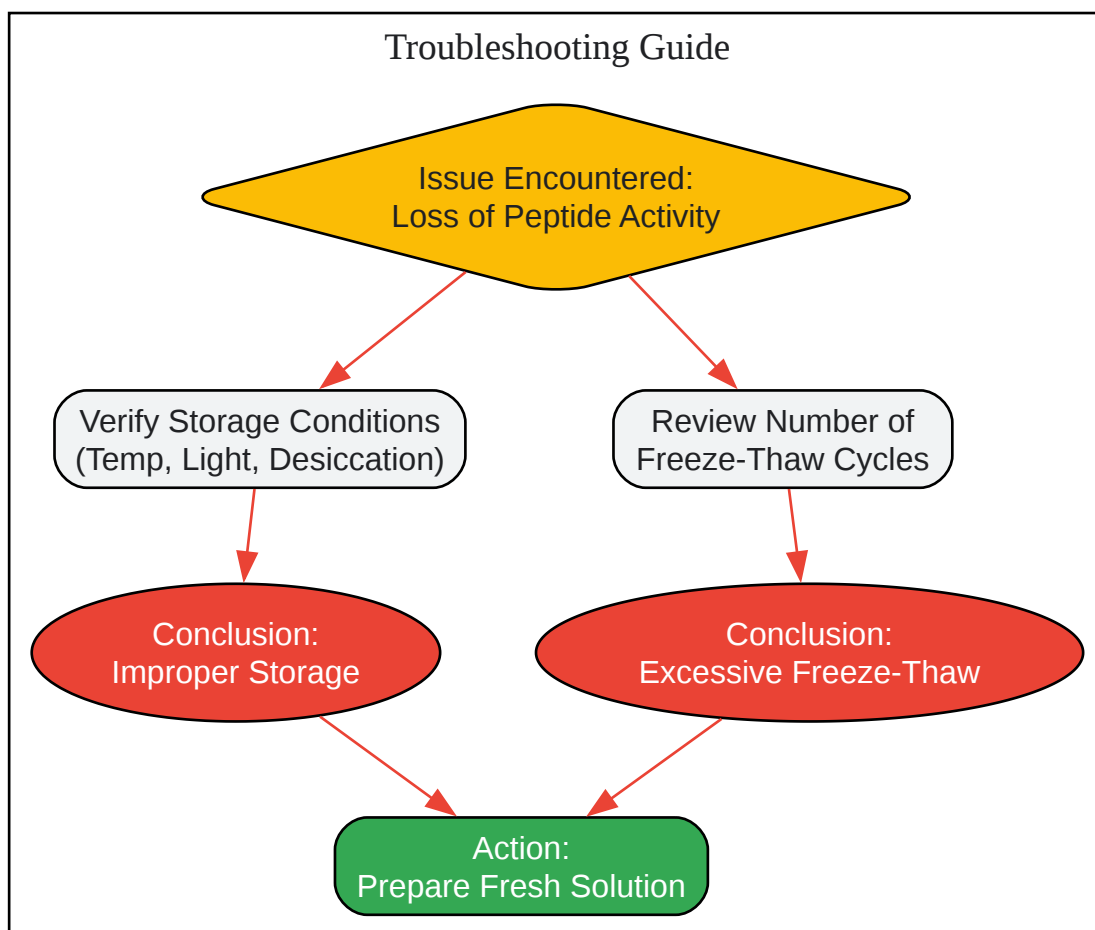 Troubleshooting Guide
Issue Encountered:
Loss of Peptide Activity
Verify Storage Conditions
(Temp, Light, Desiccation)
Review Number of
Freeze-Thaw Cycles
Conclusion:
Improper Storage
Conclusion:
Excessive Freeze-Thaw
Action:
Prepare Fresh Solution